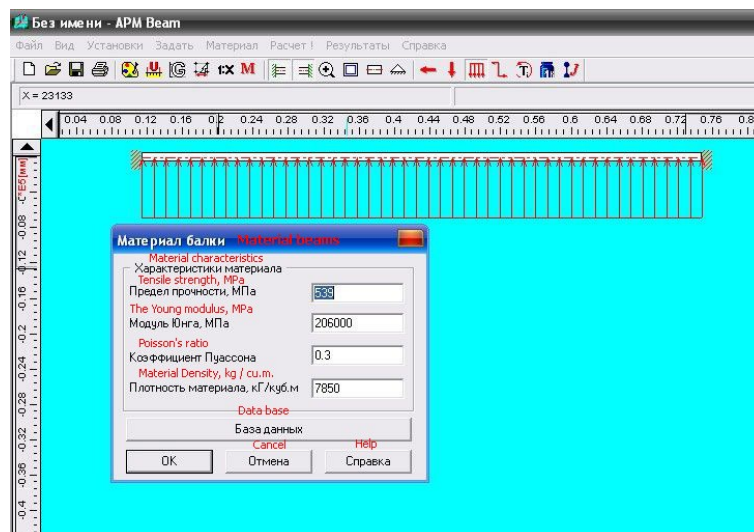 Без имени - APM Beam
Файл Вид Установки Задать Материал Расчет ! Результаты Справка
1:X M
X = 23133
0.04 0.08 0.12 0.16 0.2 0.24 0.28 0.32 0.36 0.4 0.44 0.48 0.52 0.56 0.6 0.64 0.68 0.72 0.76 0.8
-0.08
-0.12
-0.16
-0.2
-0.24
-0.28
-0.32
-0.36
-0.4
Материал балки Material beams
Material characteristics
Характеристики материала
Tensile strength, MPa
Предел прочности, МПа 539
The Young modulus, MPa
Модуль Юнга, МПа 206000
Poisson's ratio
Коэффициент Пуассона 0.3
Material Density, kg / cu.m.
Плотность материала, кГ/куб.м 7850
Data base
База данных
Cancel Help
OK Отмена Справка